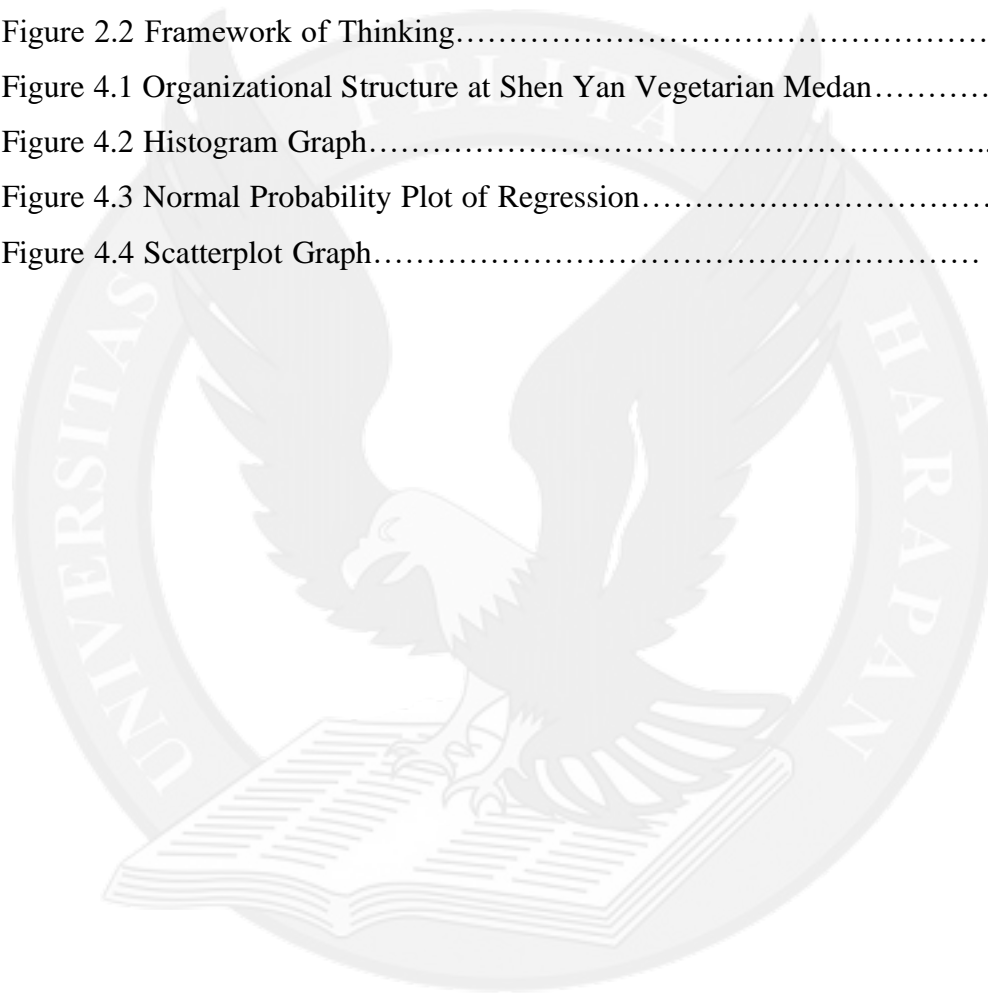 Figure 2.2 Framework of Thinking……………………………………………
Figure 4.1 Organizational Structure at Shen Yan Vegetarian Medan…………
Figure 4.2 Histogram Graph…………………………………………………..
Figure 4.3 Normal Probability Plot of Regression……………………………
Figure 4.4 Scatterplot Graph…………………………………………………
UNIVERSITAS PELITA HARAPAN